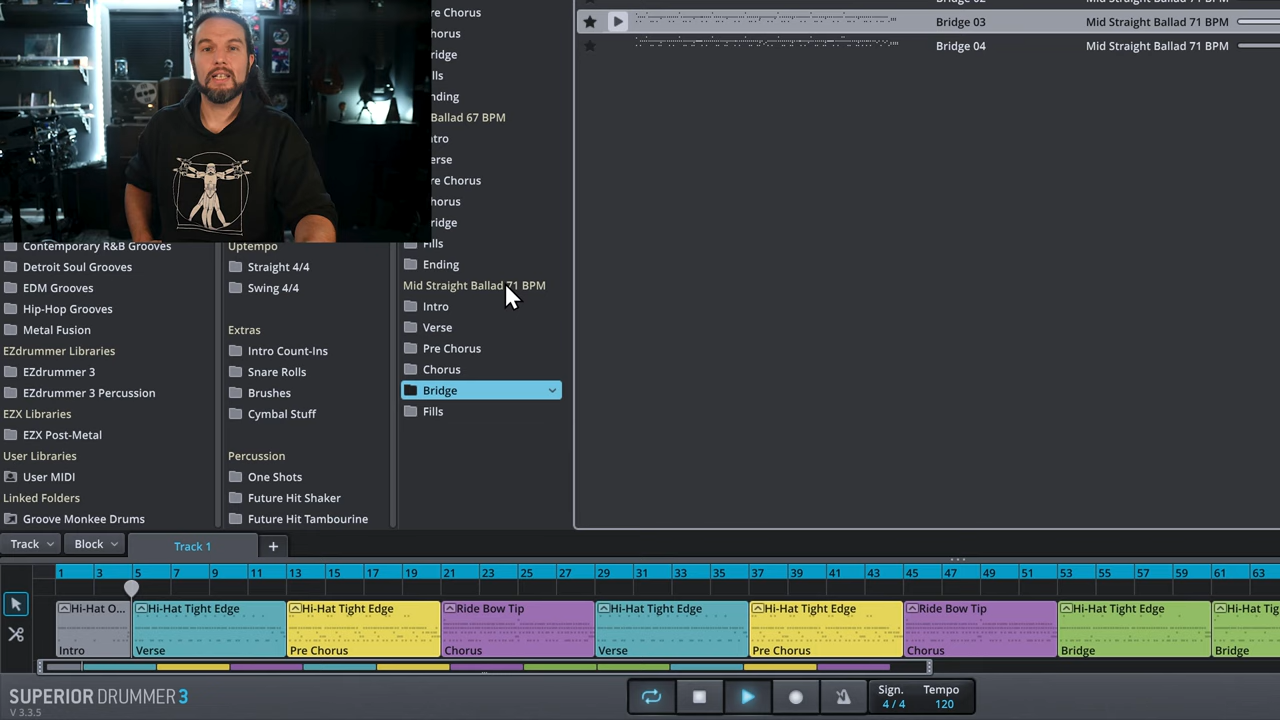 re Chorus
horus
ridge
lls
nding
Ballad 67 BPM
ntro
erse
re Chorus
horus
ridge
Fills
Ending
Mid Straight Ballad 71 BPM
Intro
Verse
Pre Chorus
Chorus
Bridge
Fills
Bridge 03 Mid Straight Ballad 71 BPM
Bridge 04 Mid Straight Ballad 71 BPM
Contemporary R&B Grooves
Detroit Soul Grooves
EDM Grooves
Hip-Hop Grooves
Metal Fusion
EZdrummer Libraries
EZdrummer 3
EZdrummer 3 Percussion
EZX Libraries
EZX Post-Metal
User Libraries
User MIDI
Linked Folders
Groove Monkee Drums
Uptempo
Straight 4/4
Swing 4/4
Extras
Intro Count-Ins
Snare Rolls
Brushes
Cymbal Stuff
Percussion
One Shots
Future Hit Shaker
Future Hit Tambourine
Track Block Track 1 +
1 3 5 7 9 11 13 15 17 19 21 23 25 27 29 31 33 35 37 39 41 43 45 47 49 51 53 55 57 59 61 63
Hi-Hat O... Hi-Hat Tight Edge Hi-Hat Tight Edge Ride Bow Tip Hi-Hat Tight Edge Hi-Hat Tight Edge Ride Bow Tip Hi-Hat Tight Edge Hi-Hat Tig
Intro Verse Pre Chorus Chorus Verse Pre Chorus Chorus Bridge Bridge
SUPERIOR DRUMMER 3
V 3.3.5
Sign. Tempo
4 / 4 120